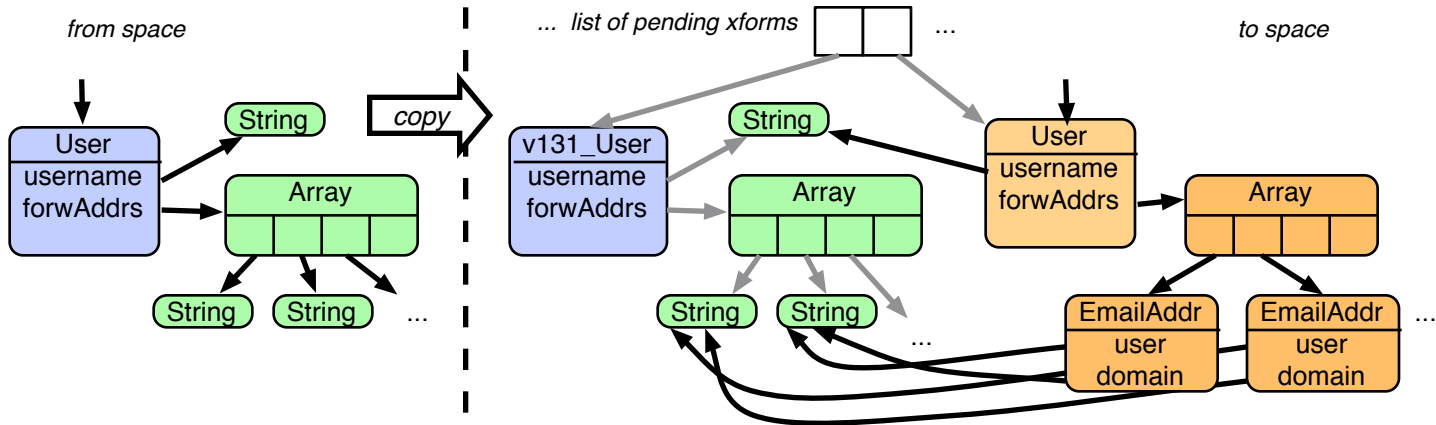 from space
... list of pending xforms ...
to space
copy
User
username
forwAddrs
String
Array
String
String
...
v131_User
username
forwAddrs
String
Array
String
String
...
User
username
forwAddrs
Array
EmailAddr
user
domain
EmailAddr
user
domain
...